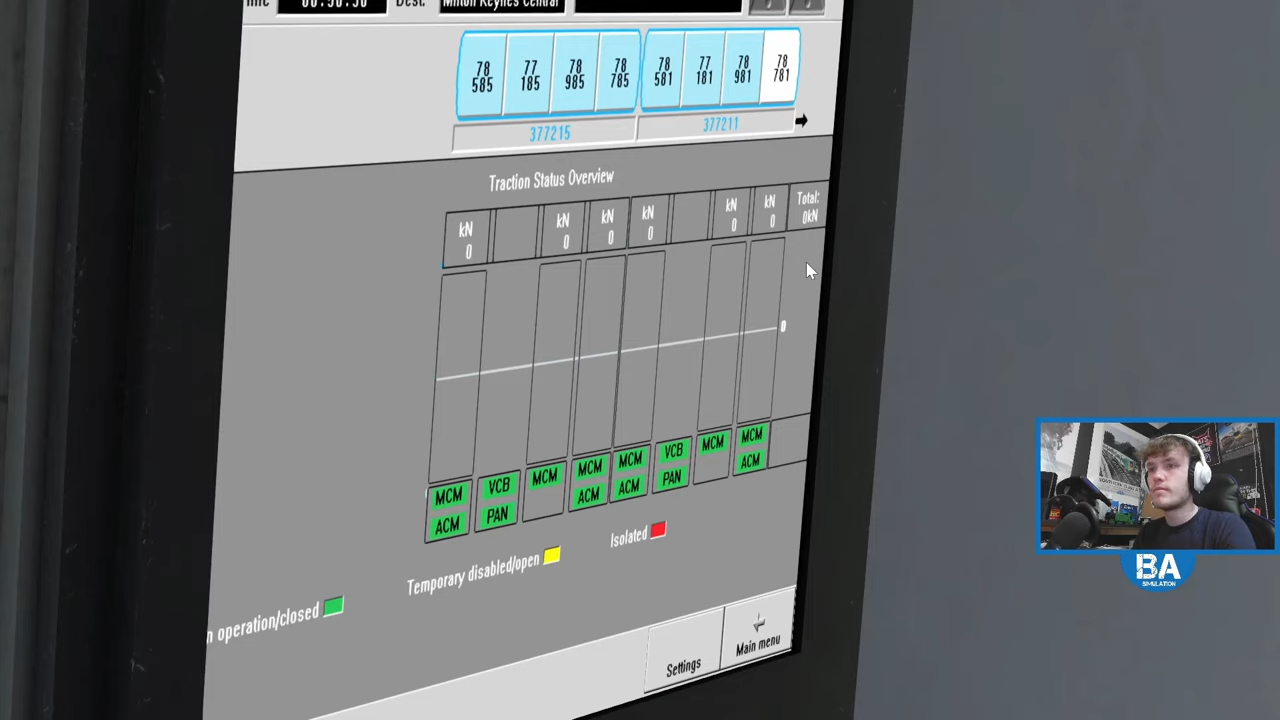 Dest: Milton Keynes Central
78 585
77 185
78 985
78 785
78 581
77 181
78 981
78 781
377215
377211
Traction Status Overview
kN 0
kN 0
kN 0
kN 0
kN 0
kN 0
Total: 0kN
0
MCM ACM
VCB PAN
MCM
MCM ACM
MCM ACM
VCB PAN
MCM
MCM ACM
Isolated
Temporary disabled/open
operation/closed
Settings
Main menu
BA
SIMULATION